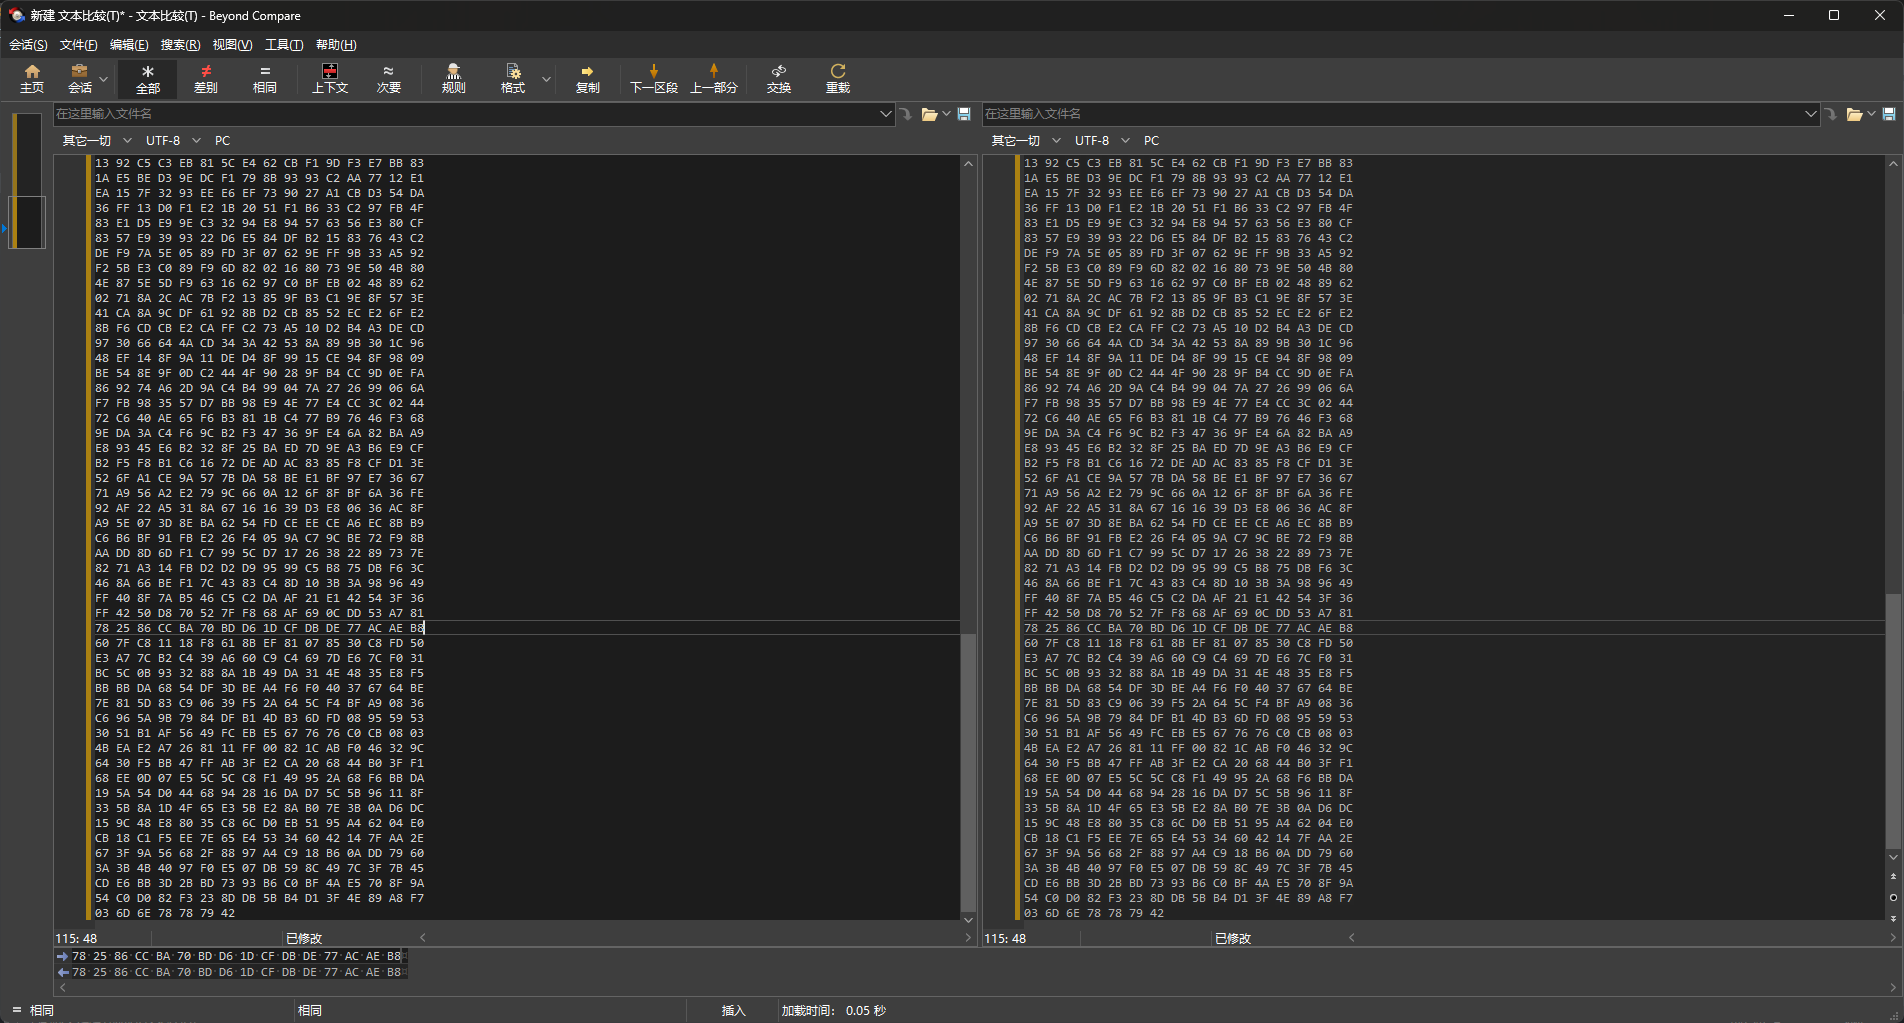 新建 文本比较(T)* - 文本比较(T) - Beyond Compare
会话(S) 文件(F) 编辑(E) 搜索(R) 视图(V) 工具(T) 帮助(H)
主页 会话 全部 差别 相同 上下文 次要 规则 格式 复制 下一区段 上一部分 交换 重载
在这里输入文件名
其它一切 UTF-8 PC
13 92 C5 C3 EB 81 5C E4 62 CB F1 9D F3 E7 BB 83
1A E5 BE D3 9E DC F1 79 8B 93 93 C2 AA 77 12 E1
EA 15 7F 32 93 EE E6 EF 73 90 27 A1 CB D3 54 DA
36 FF 13 D0 F1 E2 1B 20 51 F1 B6 33 C2 97 FB 4F
83 E1 D5 E9 9E C3 32 94 E8 94 57 63 56 E3 80 CF
83 57 E9 39 93 22 D6 E5 84 DF B2 15 83 76 43 C2
DE F9 7A 5E 05 89 FD 3F 07 62 9E FF 9B 33 A5 92
F2 5B E3 C0 89 F9 6D 82 02 16 80 73 9E 50 4B 80
4E 87 5E 5D F9 63 16 62 97 C0 BF EB 02 48 89 62
02 71 8A 2C AC 7B F2 13 85 9F B3 C1 9E 8F 57 3E
41 CA 8A 9C DF 61 92 8B D2 CB 85 52 EC E2 6F E2
8B F6 CD CB E2 CA FF C2 73 A5 10 D2 B4 A3 DE CD
97 30 66 64 4A CD 34 3A 42 53 8A 89 9B 30 1C 96
48 EF 14 8F 9A 11 DE D4 8F 99 15 CE 94 8F 98 09
BE 54 8E 9F 0D C2 44 4F 90 28 9F B4 CC 9D 0E FA
86 92 74 A6 2D 9A C4 B4 99 04 7A 27 26 99 06 6A
F7 FB 98 35 57 D7 BB 98 E9 4E 77 E4 CC 3C 02 44
72 C6 40 AE 65 F6 B3 81 1B C4 77 B9 76 46 F3 68
9E DA 3A C4 F6 9C B2 F3 47 36 9F E4 6A 82 BA A9
E8 93 45 E6 B2 32 8F 25 BA ED 7D 9E A3 B6 E9 CF
B2 F5 F8 B1 C6 16 72 DE AD AC 83 85 F8 CF D1 3E
52 6F A1 CE 9A 57 7B DA 58 BE E1 BF 97 E7 36 67
71 A9 56 A2 E2 79 9C 66 0A 12 6F 8F BF 6A 36 FE
92 AF 22 A5 31 8A 67 16 16 39 D3 E8 06 36 AC 8F
A9 5E 07 3D 8E BA 62 54 FD CE EE CE A6 EC 8B B9
C6 B6 BF 91 FB E2 26 F4 05 9A C7 9C BE 72 F9 8B
AA DD 8D 6D F1 C7 99 5C D7 17 26 38 22 89 73 7E
82 71 A3 14 FB D2 D2 D9 95 99 C5 B8 75 DB F6 3C
46 8A 66 BE F1 7C 43 83 C4 8D 10 3B 3A 98 96 49
FF 40 8F 7A B5 46 C5 C2 DA AF 21 E1 42 54 3F 36
FF 42 50 D8 70 52 7F F8 68 AF 69 0C DD 53 A7 81
78 25 86 CC BA 70 BD D6 1D CF DB DE 77 AC AE B8
60 7F C8 11 18 F8 61 8B EF 81 07 85 30 C8 FD 50
E3 A7 7C B2 C4 39 A6 60 C9 C4 69 7D E6 7C F0 31
BC 5C 0B 93 32 88 8A 1B 49 DA 31 4E 48 35 E8 F5
BB BB DA 68 54 DF 3D BE A4 F6 F0 40 37 67 64 BE
7E 81 5D 83 C9 06 39 F5 2A 64 5C F4 BF A9 08 36
C6 96 5A 9B 79 84 DF B1 4D B3 6D FD 08 95 59 53
30 51 B1 AF 56 49 FC EB E5 67 76 76 C0 CB 08 03
4B EA E2 A7 26 81 11 FF 00 82 1C AB F0 46 32 9C
64 30 F5 BB 47 FF AB 3F E2 CA 20 68 44 B0 3F F1
68 EE 0D 07 E5 5C 5C C8 F1 49 95 2A 68 F6 BB DA
19 5A 54 D0 44 68 94 28 16 DA D7 5C 5B 96 11 8F
33 5B 8A 1D 4F 65 E3 5B E2 8A B0 7E 3B 0A D6 DC
15 9C 48 E8 80 35 C8 6C D0 EB 51 95 A4 62 04 E0
CB 18 C1 F5 EE 7E 65 E4 53 34 60 42 14 7F AA 2E
67 3F 9A 56 68 2F 88 97 A4 C9 18 B6 0A DD 79 60
3A 3B 4B 40 97 F0 E5 07 DB 59 8C 49 7C 3F 7B 45
CD E6 BB 3D 2B BD 73 93 B6 C0 BF 4A E5 70 8F 9A
54 C0 D0 82 F3 23 8D DB 5B B4 D1 3F 4E 89 A8 F7
03 6D 6E 78 78 79 42
115: 48 已修改
在这里输入文件名
其它一切 UTF-8 PC
13 92 C5 C3 EB 81 5C E4 62 CB F1 9D F3 E7 BB 83
1A E5 BE D3 9E DC F1 79 8B 93 93 C2 AA 77 12 E1
EA 15 7F 32 93 EE E6 EF 73 90 27 A1 CB D3 54 DA
36 FF 13 D0 F1 E2 1B 20 51 F1 B6 33 C2 97 FB 4F
83 E1 D5 E9 9E C3 32 94 E8 94 57 63 56 E3 80 CF
83 57 E9 39 93 22 D6 E5 84 DF B2 15 83 76 43 C2
DE F9 7A 5E 05 89 FD 3F 07 62 9E FF 9B 33 A5 92
F2 5B E3 C0 89 F9 6D 82 02 16 80 73 9E 50 4B 80
4E 87 5E 5D F9 63 16 62 97 C0 BF EB 02 48 89 62
02 71 8A 2C AC 7B F2 13 85 9F B3 C1 9E 8F 57 3E
41 CA 8A 9C DF 61 92 8B D2 CB 85 52 EC E2 6F E2
8B F6 CD CB E2 CA FF C2 73 A5 10 D2 B4 A3 DE CD
97 30 66 64 4A CD 34 3A 42 53 8A 89 9B 30 1C 96
48 EF 14 8F 9A 11 DE D4 8F 99 15 CE 94 8F 98 09
BE 54 8E 9F 0D C2 44 4F 90 28 9F B4 CC 9D 0E FA
86 92 74 A6 2D 9A C4 B4 99 04 7A 27 26 99 06 6A
F7 FB 98 35 57 D7 BB 98 E9 4E 77 E4 CC 3C 02 44
72 C6 40 AE 65 F6 B3 81 1B C4 77 B9 76 46 F3 68
9E DA 3A C4 F6 9C B2 F3 47 36 9F E4 6A 82 BA A9
E8 93 45 E6 B2 32 8F 25 BA ED 7D 9E A3 B6 E9 CF
B2 F5 F8 B1 C6 16 72 DE AD AC 83 85 F8 CF D1 3E
52 6F A1 CE 9A 57 7B DA 58 BE E1 BF 97 E7 36 67
71 A9 56 A2 E2 79 9C 66 0A 12 6F 8F BF 6A 36 FE
92 AF 22 A5 31 8A 67 16 16 39 D3 E8 06 36 AC 8F
A9 5E 07 3D 8E BA 62 54 FD CE EE CE A6 EC 8B B9
C6 B6 BF 91 FB E2 26 F4 05 9A C7 9C BE 72 F9 8B
AA DD 8D 6D F1 C7 99 5C D7 17 26 38 22 89 73 7E
82 71 A3 14 FB D2 D2 D9 95 99 C5 B8 75 DB F6 3C
46 8A 66 BE F1 7C 43 83 C4 8D 10 3B 3A 98 96 49
FF 40 8F 7A B5 46 C5 C2 DA AF 21 E1 42 54 3F 36
FF 42 50 D8 70 52 7F F8 68 AF 69 0C DD 53 A7 81
78 25 86 CC BA 70 BD D6 1D CF DB DE 77 AC AE B8
60 7F C8 11 18 F8 61 8B EF 81 07 85 30 C8 FD 50
E3 A7 7C B2 C4 39 A6 60 C9 C4 69 7D E6 7C F0 31
BC 5C 0B 93 32 88 8A 1B 49 DA 31 4E 48 35 E8 F5
BB BB DA 68 54 DF 3D BE A4 F6 F0 40 37 67 64 BE
7E 81 5D 83 C9 06 39 F5 2A 64 5C F4 BF A9 08 36
C6 96 5A 9B 79 84 DF B1 4D B3 6D FD 08 95 59 53
30 51 B1 AF 56 49 FC EB E5 67 76 76 C0 CB 08 03
4B EA E2 A7 26 81 11 FF 00 82 1C AB F0 46 32 9C
64 30 F5 BB 47 FF AB 3F E2 CA 20 68 44 B0 3F F1
68 EE 0D 07 E5 5C 5C C8 F1 49 95 2A 68 F6 BB DA
19 5A 54 D0 44 68 94 28 16 DA D7 5C 5B 96 11 8F
33 5B 8A 1D 4F 65 E3 5B E2 8A B0 7E 3B 0A D6 DC
15 9C 48 E8 80 35 C8 6C D0 EB 51 95 A4 62 04 E0
CB 18 C1 F5 EE 7E 65 E4 53 34 60 42 14 7F AA 2E
67 3F 9A 56 68 2F 88 97 A4 C9 18 B6 0A DD 79 60
3A 3B 4B 40 97 F0 E5 07 DB 59 8C 49 7C 3F 7B 45
CD E6 BB 3D 2B BD 73 93 B6 C0 BF 4A E5 70 8F 9A
54 C0 D0 82 F3 23 8D DB 5B B4 D1 3F 4E 89 A8 F7
03 6D 6E 78 78 79 42
115: 48 已修改
78·25·86·CC·BA·70·BD·D6·1D·CF·DB·DE·77·AC·AE·B8¤
78·25·86·CC·BA·70·BD·D6·1D·CF·DB·DE·77·AC·AE·B8¤
= 相同 相同 插入 加载时间: 0.05 秒